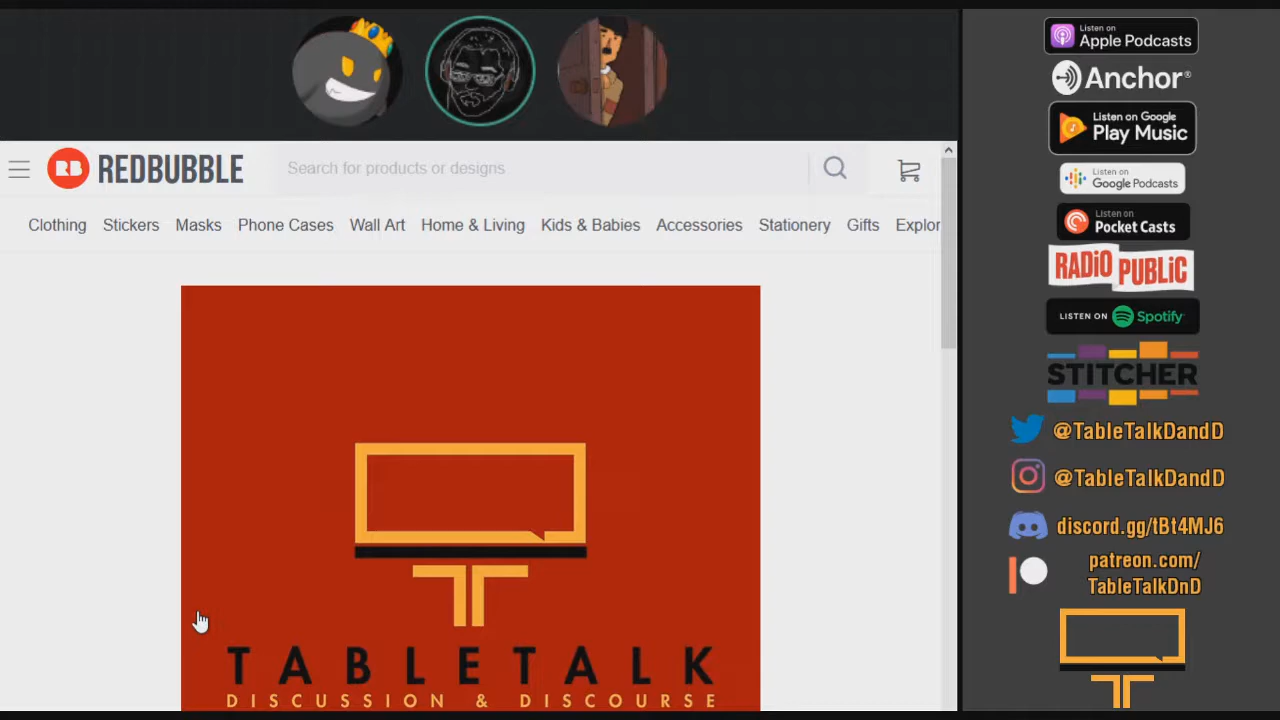 RB REDBUBBLE
Search for products or designs
Clothing Stickers Masks Phone Cases Wall Art Home & Living Kids & Babies Accessories Stationery Gifts Explor
TABLETALK
DISCUSSION & DISCOURSE
Listen on
Apple Podcasts
Anchor®
Listen on Google
Play Music
Listen on
Google Podcasts
Listen on
Pocket Casts
RADiO PUBLiC
LISTEN ON Spotify
STITCHER
@TableTalkDandD
@TableTalkDandD
discord.gg/tBt4MJ6
patreon.com/
TableTalkDnD